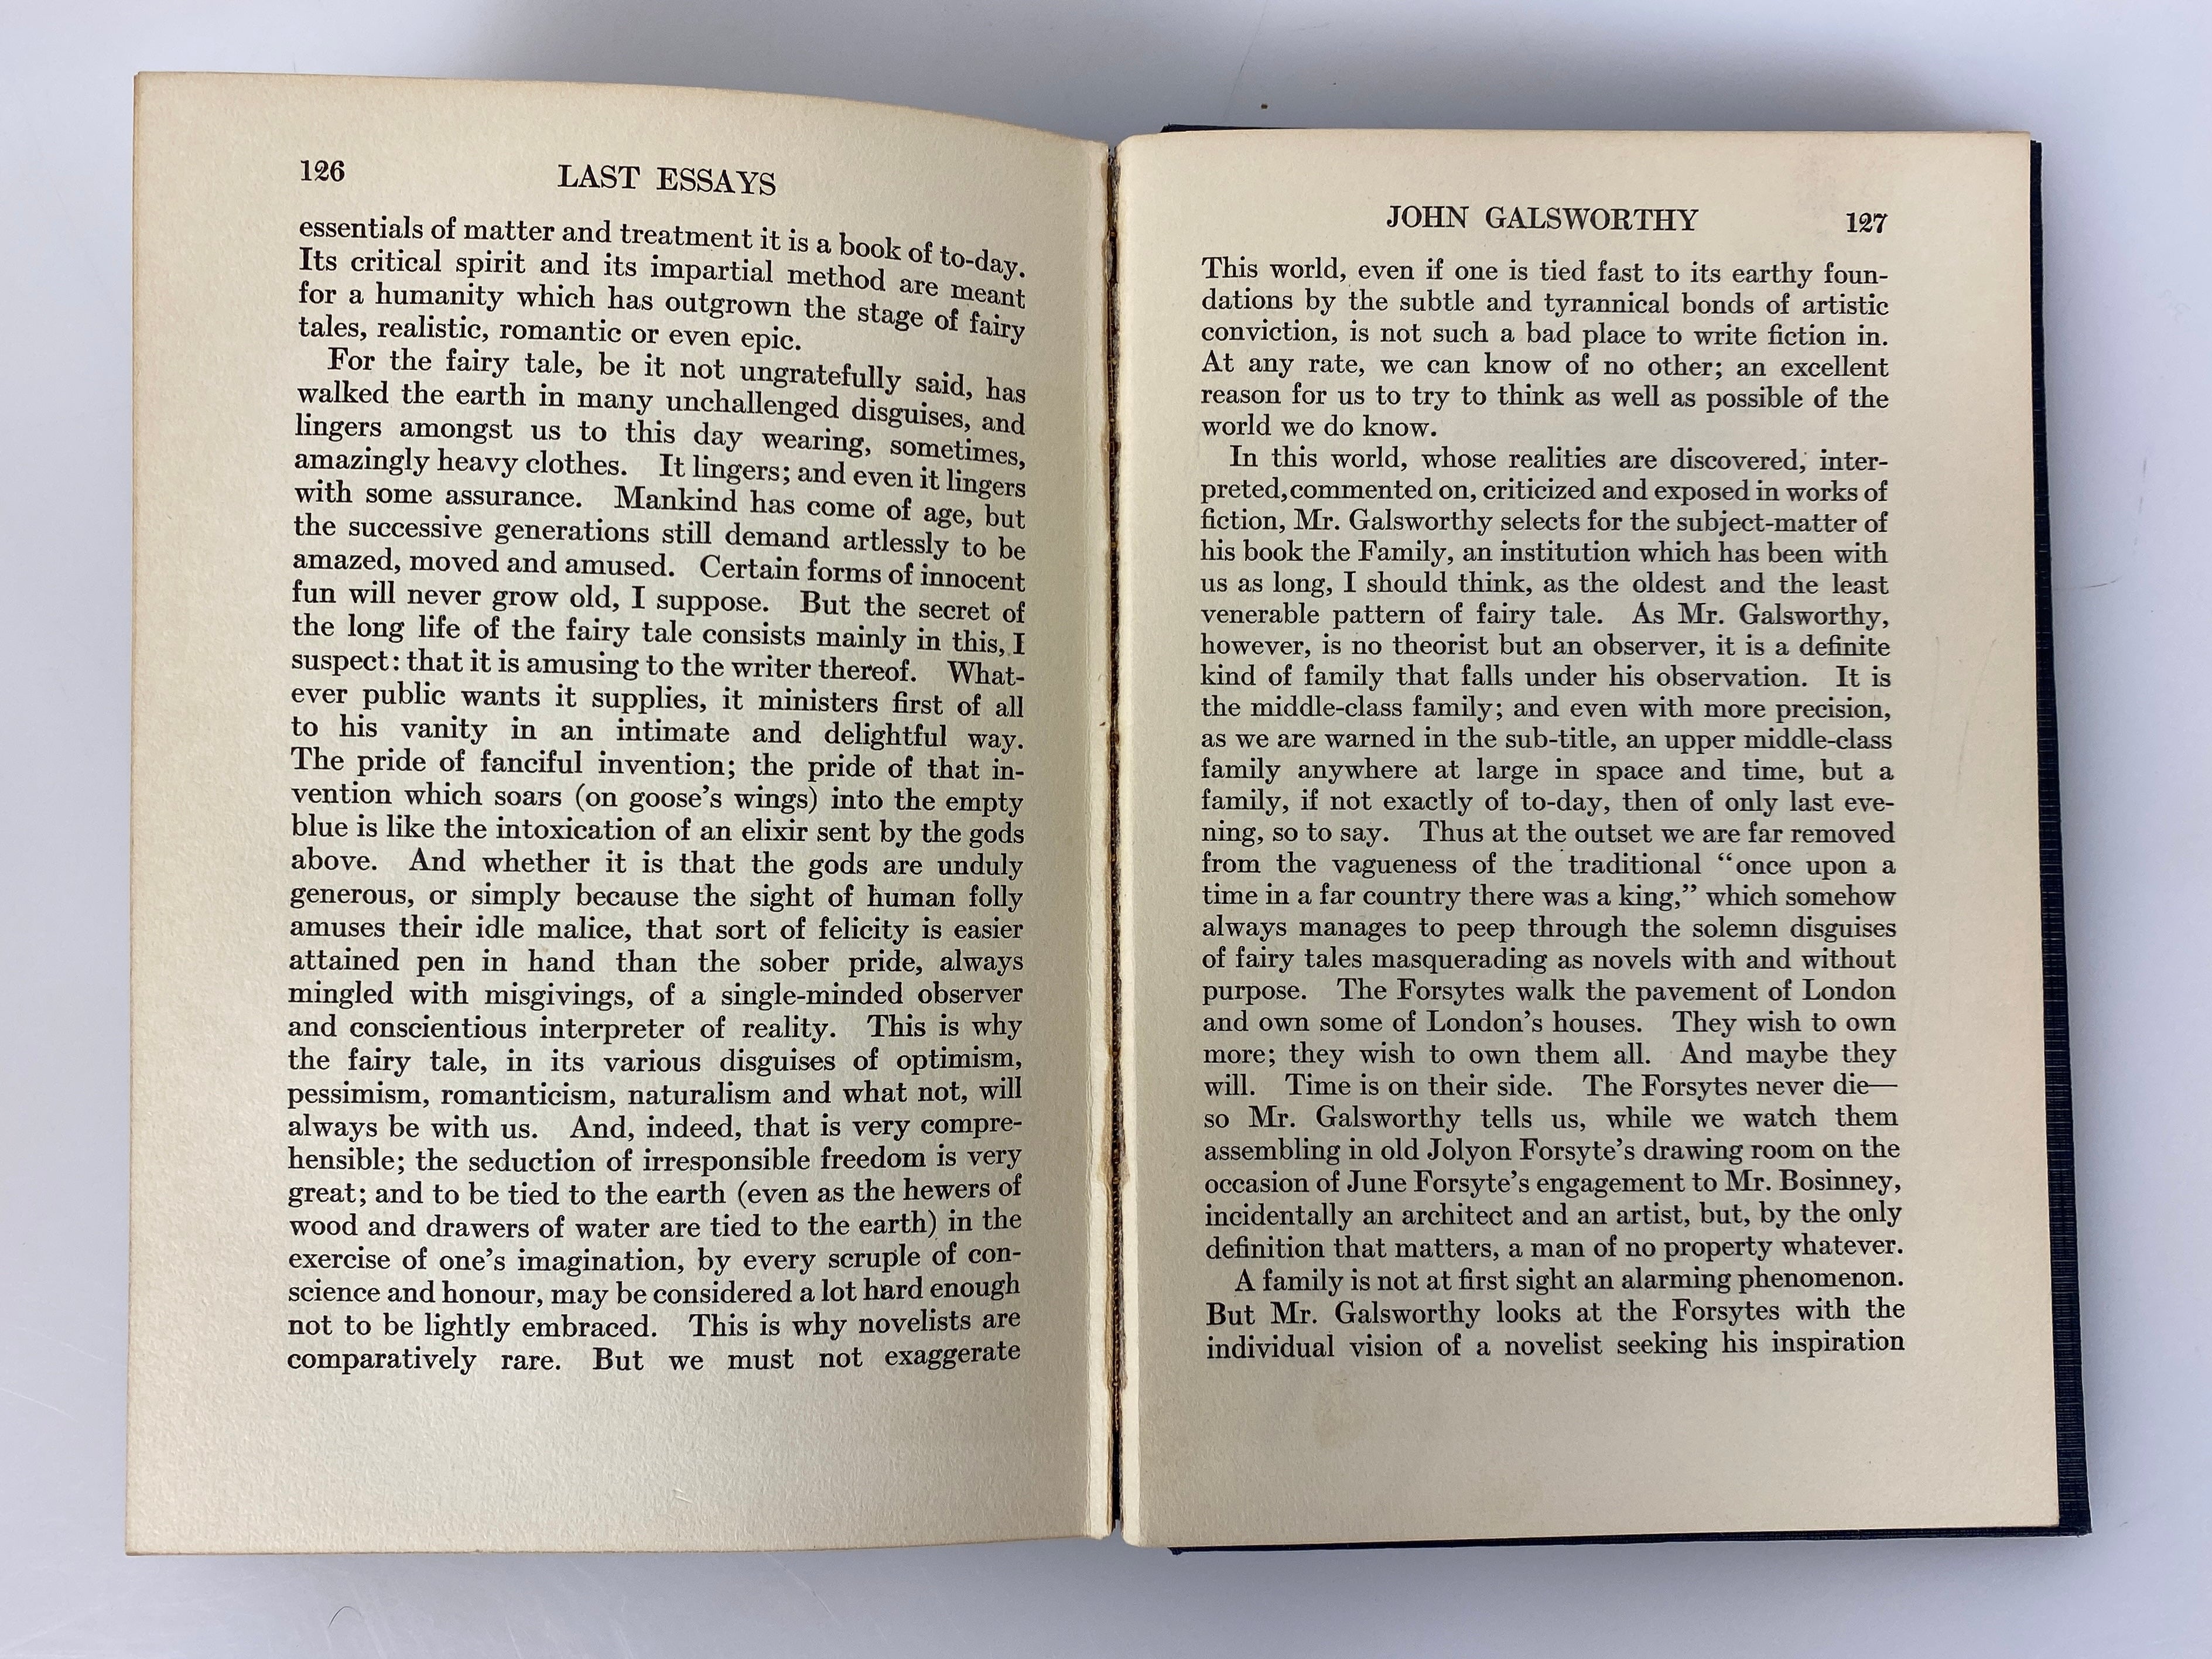 126
LAST ESSAYS
essentials of matter and treatment it is a book of to-day.
Its critical spirit and its impartial method are meant
for a humanity which has outgrown the stage of fairy
tales, realistic, romantic or even epic.
For the fairy tale, be it not ungratefully said, has
walked the earth in many unchallenged disguises, and
lingers amongst us to this day wearing, sometimes,
amazingly heavy clothes. It lingers; and even it lingers
with some assurance. Mankind has come of age, but
the successive generations still demand artlessly to be
amazed, moved and amused. Certain forms of innocent
fun will never grow old, I suppose. But the secret of
the long life of the fairy tale consists mainly in this, I
suspect: that it is amusing to the writer thereof. What-
ever public wants it supplies, it ministers first of all
to his vanity in an intimate and delightful way.
The pride of fanciful invention; the pride of that in-
vention which soars (on goose's wings) into the empty
blue is like the intoxication of an elixir sent by the gods
above. And whether it is that the gods are unduly
generous, or simply because the sight of human folly
amuses their idle malice, that sort of felicity is easier
attained pen in hand than the sober pride, always
mingled with misgivings, of a single-minded observer
and conscientious interpreter of reality. This is why
the fairy tale, in its various disguises of optimism,
pessimism, romanticism, naturalism and what not, will
always be with us. And, indeed, that is very compre-
hensible; the seduction of irresponsible freedom is very
great; and to be tied to the earth (even as the hewers of
wood and drawers of water are tied to the earth) in the
exercise of one's imagination, by every scruple of con-
science and honour, may be considered a lot hard enough
not to be lightly embraced. This is why novelists are
comparatively rare. But we must not exaggerate
JOHN GALSWORTHY
127
This world, even if one is tied fast to its earthy foun-
dations by the subtle and tyrannical bonds of artistic
conviction, is not such a bad place to write fiction in.
At any rate, we can know of no other; an excellent
reason for us to try to think as well as possible of the
world we do know.
In this world, whose realities are discovered, inter-
preted, commented on, criticized and exposed in works of
fiction, Mr. Galsworthy selects for the subject-matter of
his book the Family, an institution which has been with
us as long, I should think, as the oldest and the least
venerable pattern of fairy tale. As Mr. Galsworthy,
however, is no theorist but an observer, it is a definite
kind of family that falls under his observation. It is
the middle-class family; and even with more precision,
as we are warned in the sub-title, an upper middle-class
family anywhere at large in space and time, but a
family, if not exactly of to-day, then of only last eve-
ning, so to say. Thus at the outset we are far removed
from the vagueness of the traditional "once upon a
time in a far country there was a king," which somehow
always manages to peep through the solemn disguises
of fairy tales masquerading as novels with and without
purpose. The Forsytes walk the pavement of London
and own some of London's houses. They wish to own
more; they wish to own them all. And maybe they
will. Time is on their side. The Forsytes never die—
so Mr. Galsworthy tells us, while we watch them
assembling in old Jolyon Forsyte's drawing room on the
occasion of June Forsyte's engagement to Mr. Bosinney,
incidentally an architect and an artist, but, by the only
definition that matters, a man of no property whatever.
A family is not at first sight an alarming phenomenon.
But Mr. Galsworthy looks at the Forsytes with the
individual vision of a novelist seeking his inspiration